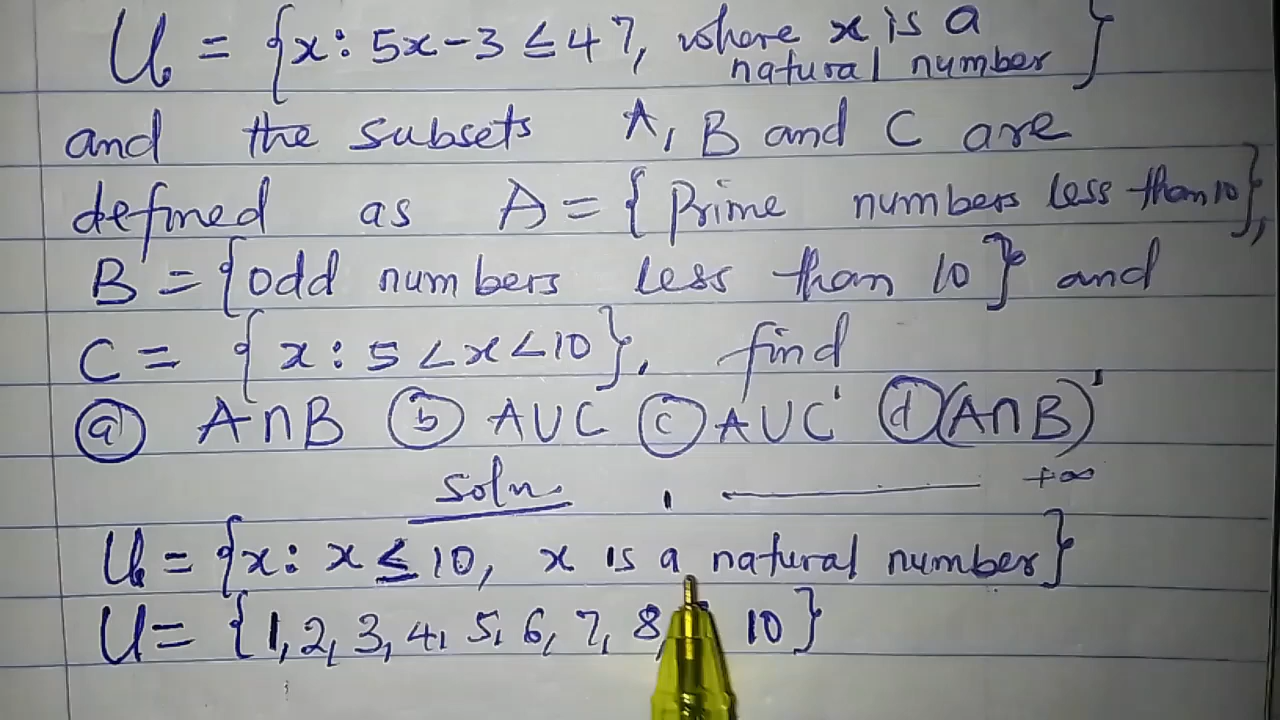 U = {x: 5x-3 ≤ 47, where x is a natural number}
and the subsets A, B and C are
defined as A = {Prime numbers less than 10},
B = {odd numbers less than 10} and
C = {x: 5 < x < 10}, find
(a) A∩B (b) A∪C (c) A∪C' (d) (A∩B)'
Soln. +∞
U = {x: x ≤ 10, x is a natural number}
U = {1, 2, 3, 4, 5, 6, 7, 8, 10}